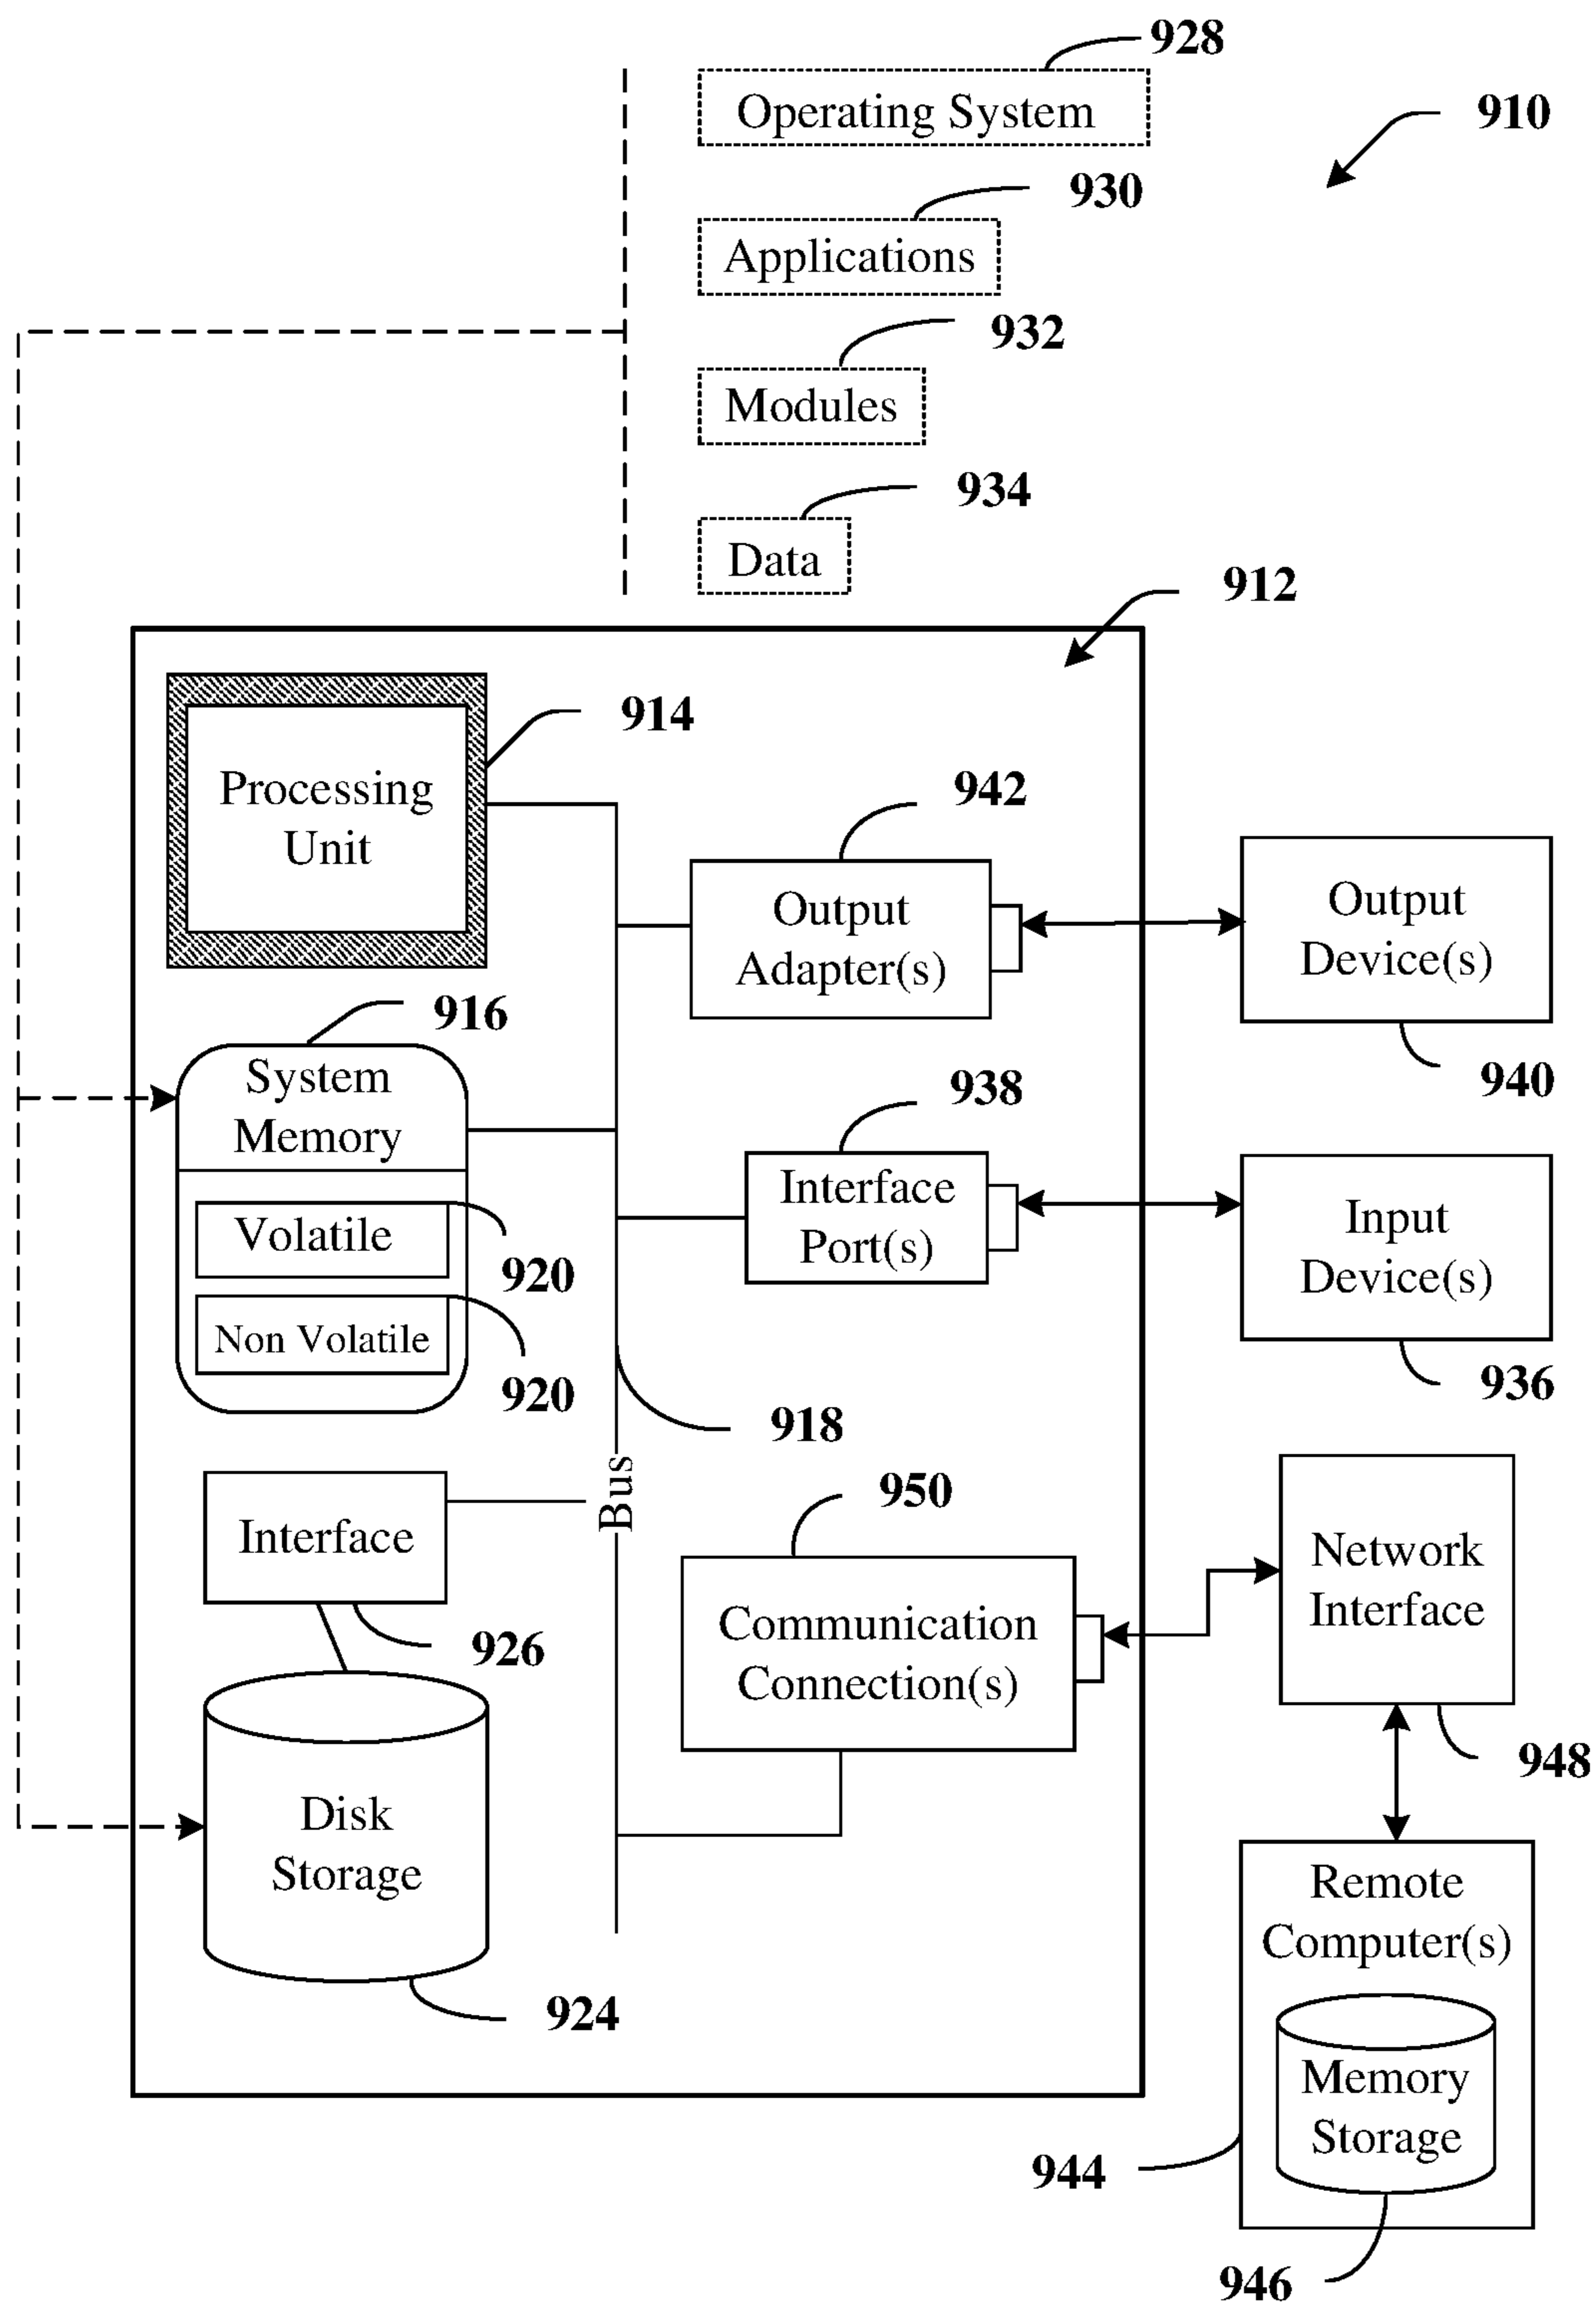 928
Operating System
910
930
Applications
932
Modules
934
Data
912
914
Processing
Unit
942
Output
Adapter(s)
Output
Device(s)
940
916
System
Memory
938
Interface
Port(s)
Input
Device(s)
936
Volatile
920
Non Volatile
920
918
Bus
950
Interface
926
Communication
Connection(s)
Network
Interface
948
Disk
Storage
924
Remote
Computer(s)
Memory
Storage
944
946